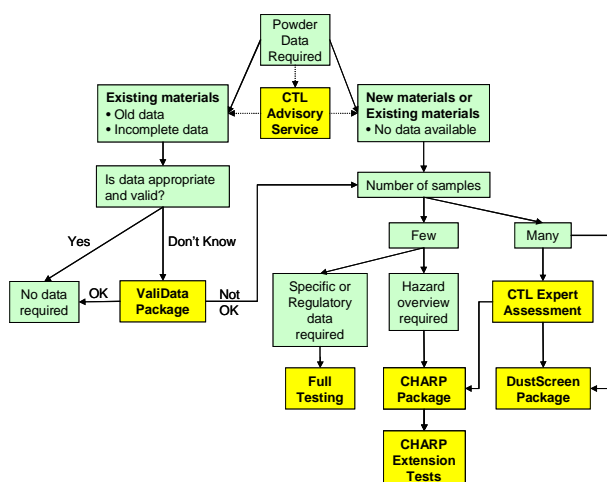 Powder
Data
Required
Existing materials
• Old data
• Incomplete data
CTL
Advisory
Service
New materials or
Existing materials
• No data available
Is data appropriate
and valid?
Number of samples
Yes
Don't Know
Few
Many
No data
required
OK
ValiData
Package
Not
OK
Specific or
Regulatory
data
required
Hazard
overview
required
CTL Expert
Assessment
Full
Testing
CHARP
Package
DustScreen
Package
CHARP
Extension
Tests